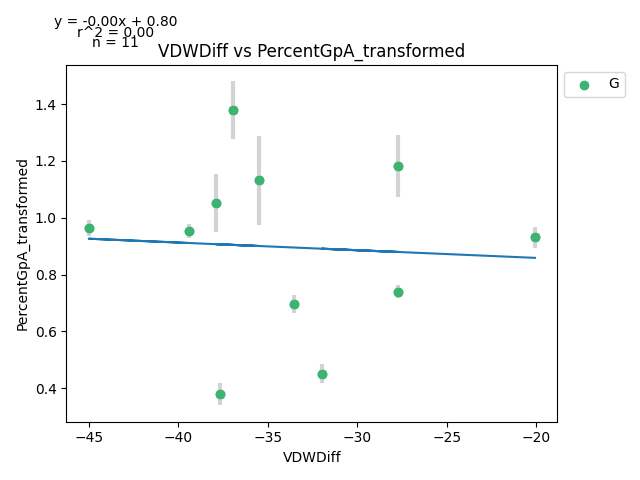 y = -0.00x + 0.80
r^2 = 0.00
n = 11
VDWDiff vs PercentGpA_transformed
G
PercentGpA_transformed
1.4
1.2
1.0
0.8
0.6
0.4
−45
−40
−35
−30
−25
−20
VDWDiff